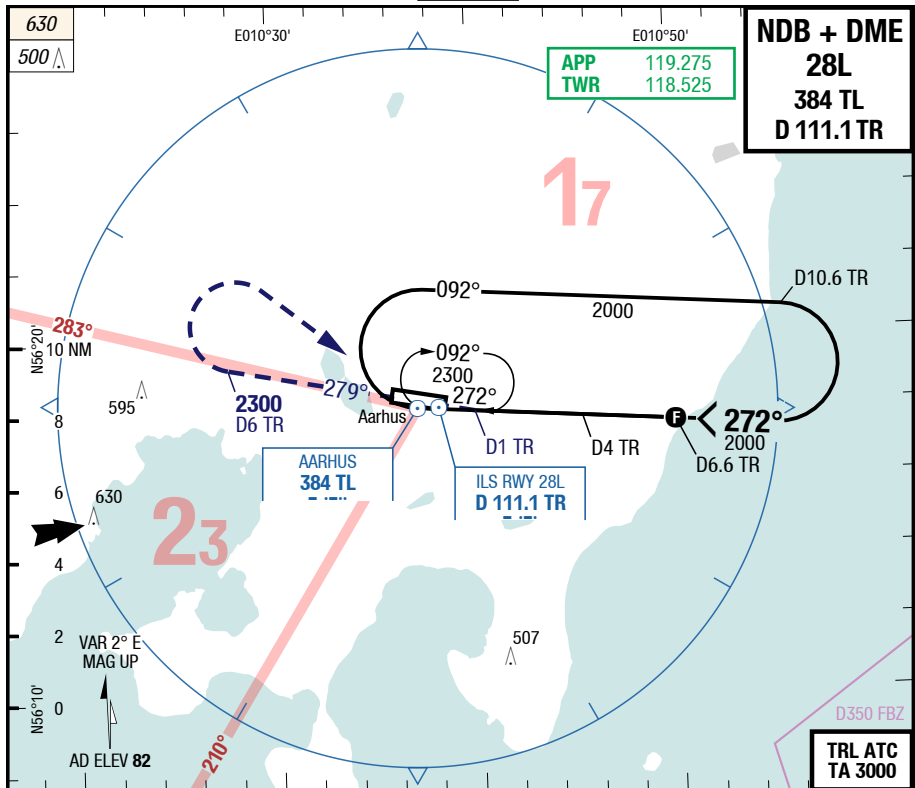 630
500
E010°30'
E010°50'
APP 119.275
TWR 118.525
NDB + DME
28L
384 TL
D 111.1 TR
17
D10.6 TR
092°
2000
283°
N56°20'
10 NM
092°
2300
279°
272°
2300
D6 TR
595
Aarhus
8
F
272°
2000
D1 TR
D4 TR
D6.6 TR
AARHUS
384 TL
ILS RWY 28L
D 111.1 TR
6
630
23
4
2
VAR 2° E
MAG UP
507
N56°10'
0
D350 FBZ
210°
AD ELEV 82
TRL ATC
TA 3000